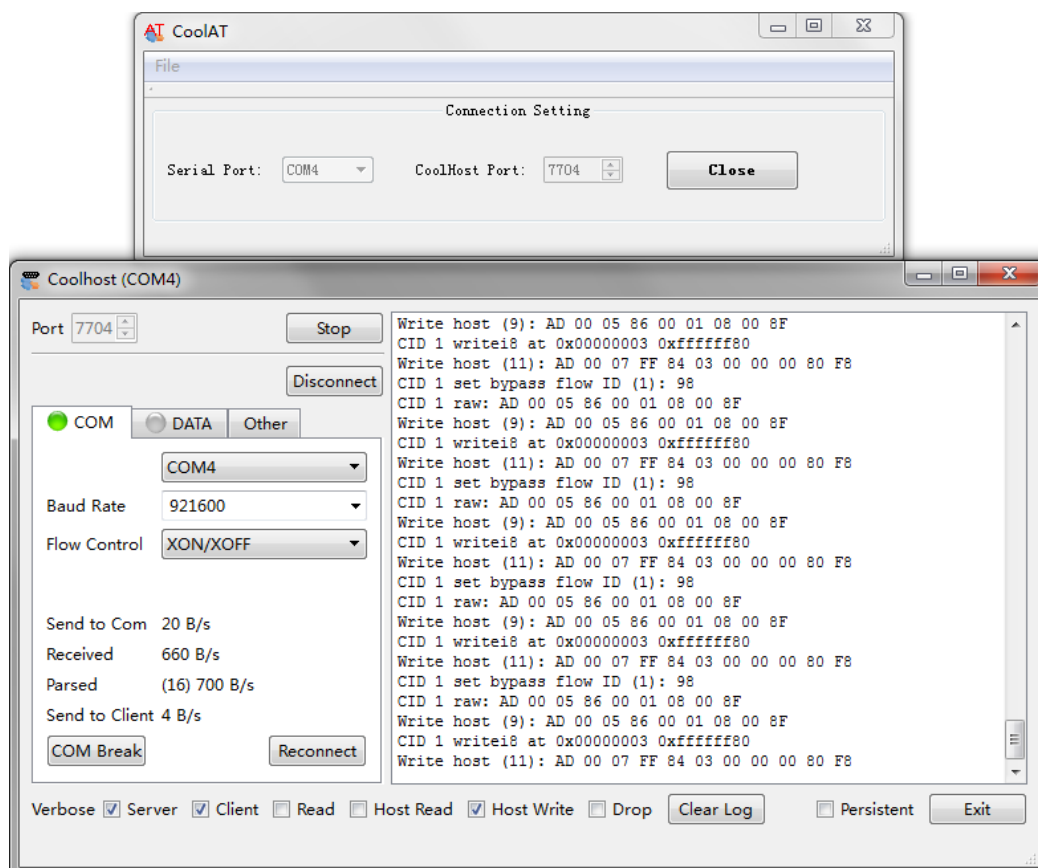 CoolAT
File
Connection Setting
Serial Port: COM4 CoolHost Port: 7704 Close
Coolhost (COM4)
Port 7704 Stop
Disconnect
COM DATA Other
COM4
Baud Rate 921600
Flow Control XON/XOFF
Send to Com 20 B/s
Received 660 B/s
Parsed (16) 700 B/s
Send to Client 4 B/s
COM Break Reconnect
Write host (9): AD 00 05 86 00 01 08 00 8F
CID 1 writei8 at 0x00000003 0xffffff80
Write host (11): AD 00 07 FF 84 03 00 00 00 80 F8
CID 1 set bypass flow ID (1): 98
CID 1 raw: AD 00 05 86 00 01 08 00 8F
Write host (9): AD 00 05 86 00 01 08 00 8F
CID 1 writei8 at 0x00000003 0xffffff80
Write host (11): AD 00 07 FF 84 03 00 00 00 80 F8
CID 1 set bypass flow ID (1): 98
CID 1 raw: AD 00 05 86 00 01 08 00 8F
Write host (9): AD 00 05 86 00 01 08 00 8F
CID 1 writei8 at 0x00000003 0xffffff80
Write host (11): AD 00 07 FF 84 03 00 00 00 80 F8
CID 1 set bypass flow ID (1): 98
CID 1 raw: AD 00 05 86 00 01 08 00 8F
Write host (9): AD 00 05 86 00 01 08 00 8F
CID 1 writei8 at 0x00000003 0xffffff80
Write host (11): AD 00 07 FF 84 03 00 00 00 80 F8
CID 1 set bypass flow ID (1): 98
CID 1 raw: AD 00 05 86 00 01 08 00 8F
Write host (9): AD 00 05 86 00 01 08 00 8F
CID 1 writei8 at 0x00000003 0xffffff80
Write host (11): AD 00 07 FF 84 03 00 00 00 80 F8
Verbose Server Client Read Host Read Host Write Drop Clear Log Persistent Exit